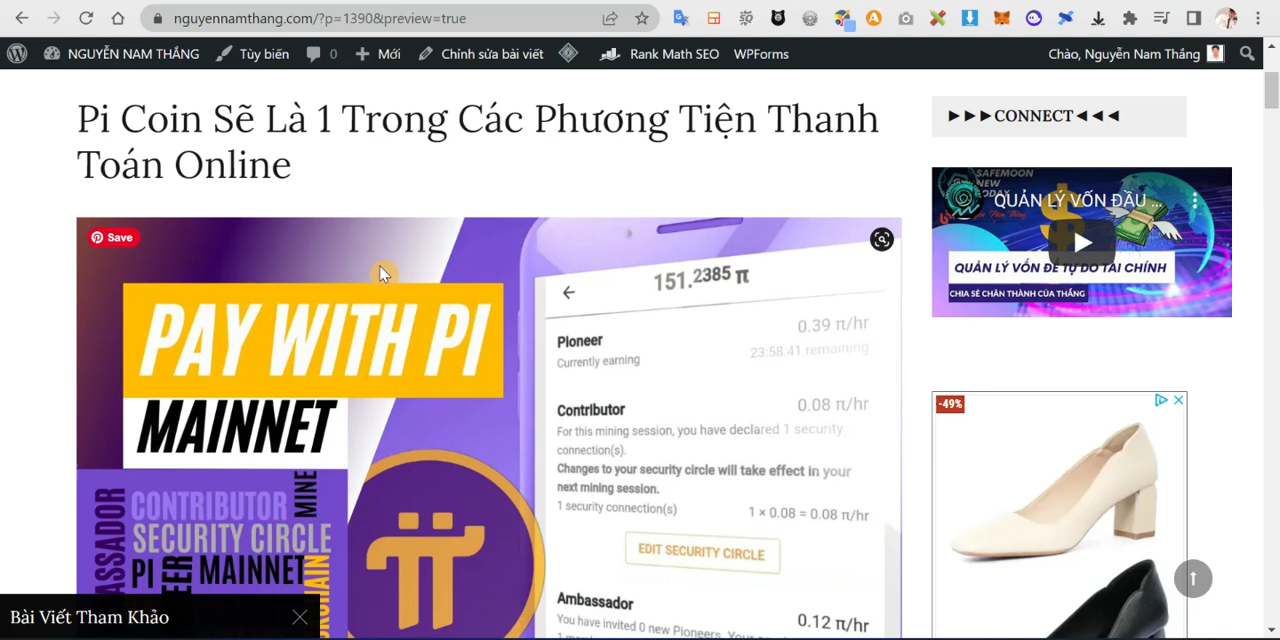 nguyennamthang.com/?p=1390&preview=true
NGUYỄN NAM THẮNG Tùy biến 0 Mới Chỉnh sửa bài viết Rank Math SEO WPForms Chào, Nguyễn Nam Thắng
Pi Coin Sẽ Là 1 Trong Các Phương Tiện Thanh
Toán Online
Save
PAY WITH PI
MAINNET
CONTRIBUTOR
SECURITY CIRCLE
PI
MAINNET
MINE
151.2385 π
Pioneer 0.39 π/hr
Currently earning 23:58:41 remaining
Contributor 0.08 π/hr
For this mining session, you have declared 1 security
connection(s).
Changes to your security circle will take effect in your
next mining session.
1 security connection(s) 1 × 0.08 = 0.08 π/hr
EDIT SECURITY CIRCLE
Ambassador 0.12 π/hr
You have invited 0 new Pioneers.
►►►CONNECT◄◄◄
SAFEMOON
NEW
QUẢN LÝ VỐN ĐẦU ...
QUẢN LÝ VỐN ĐỂ TỰ DO TÀI CHÍNH
CHIA SẺ CHÂN THÀNH CỦA THẮNG
-49%
Bài Viết Tham Khảo